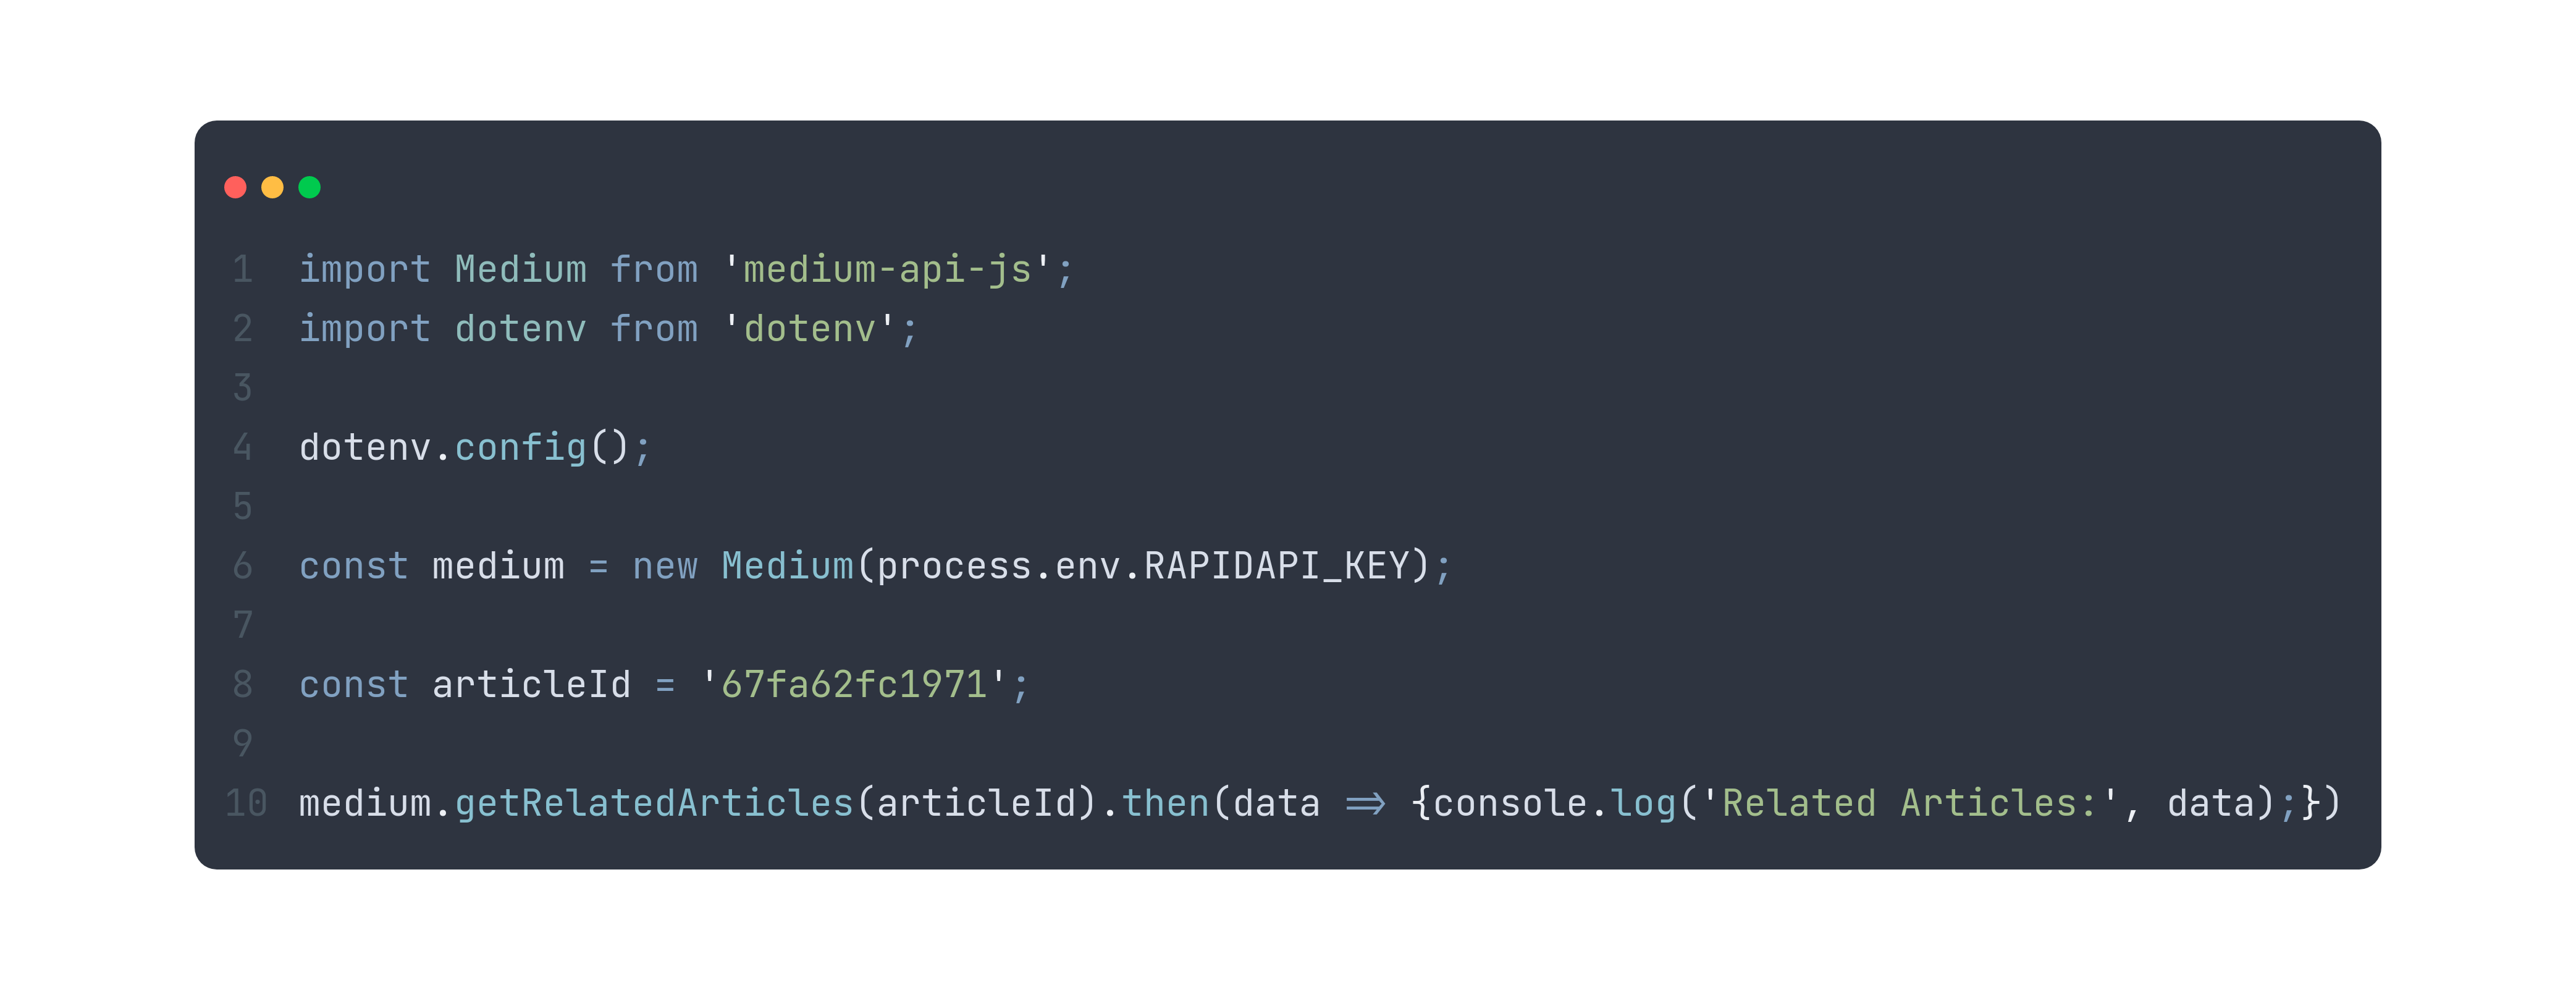 1 import Medium from 'medium-api-js';
2 import dotenv from 'dotenv';
3
4 dotenv.config();
5
6 const medium = new Medium(process.env.RAPIDAPI_KEY);
7
8 const articleId = '67fa62fc1971';
9
10 medium.getRelatedArticles(articleId).then(data => {console.log('Related Articles:', data);})